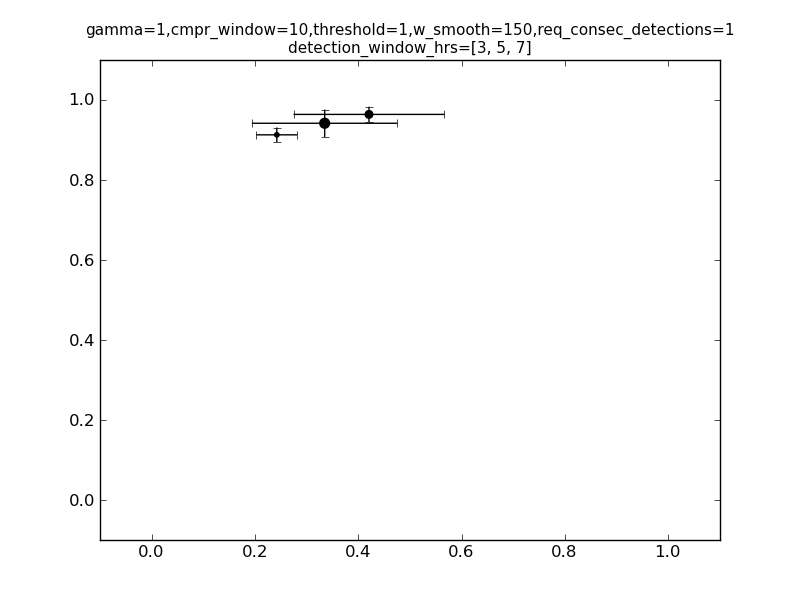 gamma=1,cmpr_window=10,threshold=1,w_smooth=150,req_consec_detections=1
detection_window_hrs=[3, 5, 7]
1.0
0.8
0.6
0.4
0.2
0.0
0.0 0.2 0.4 0.6 0.8 1.0